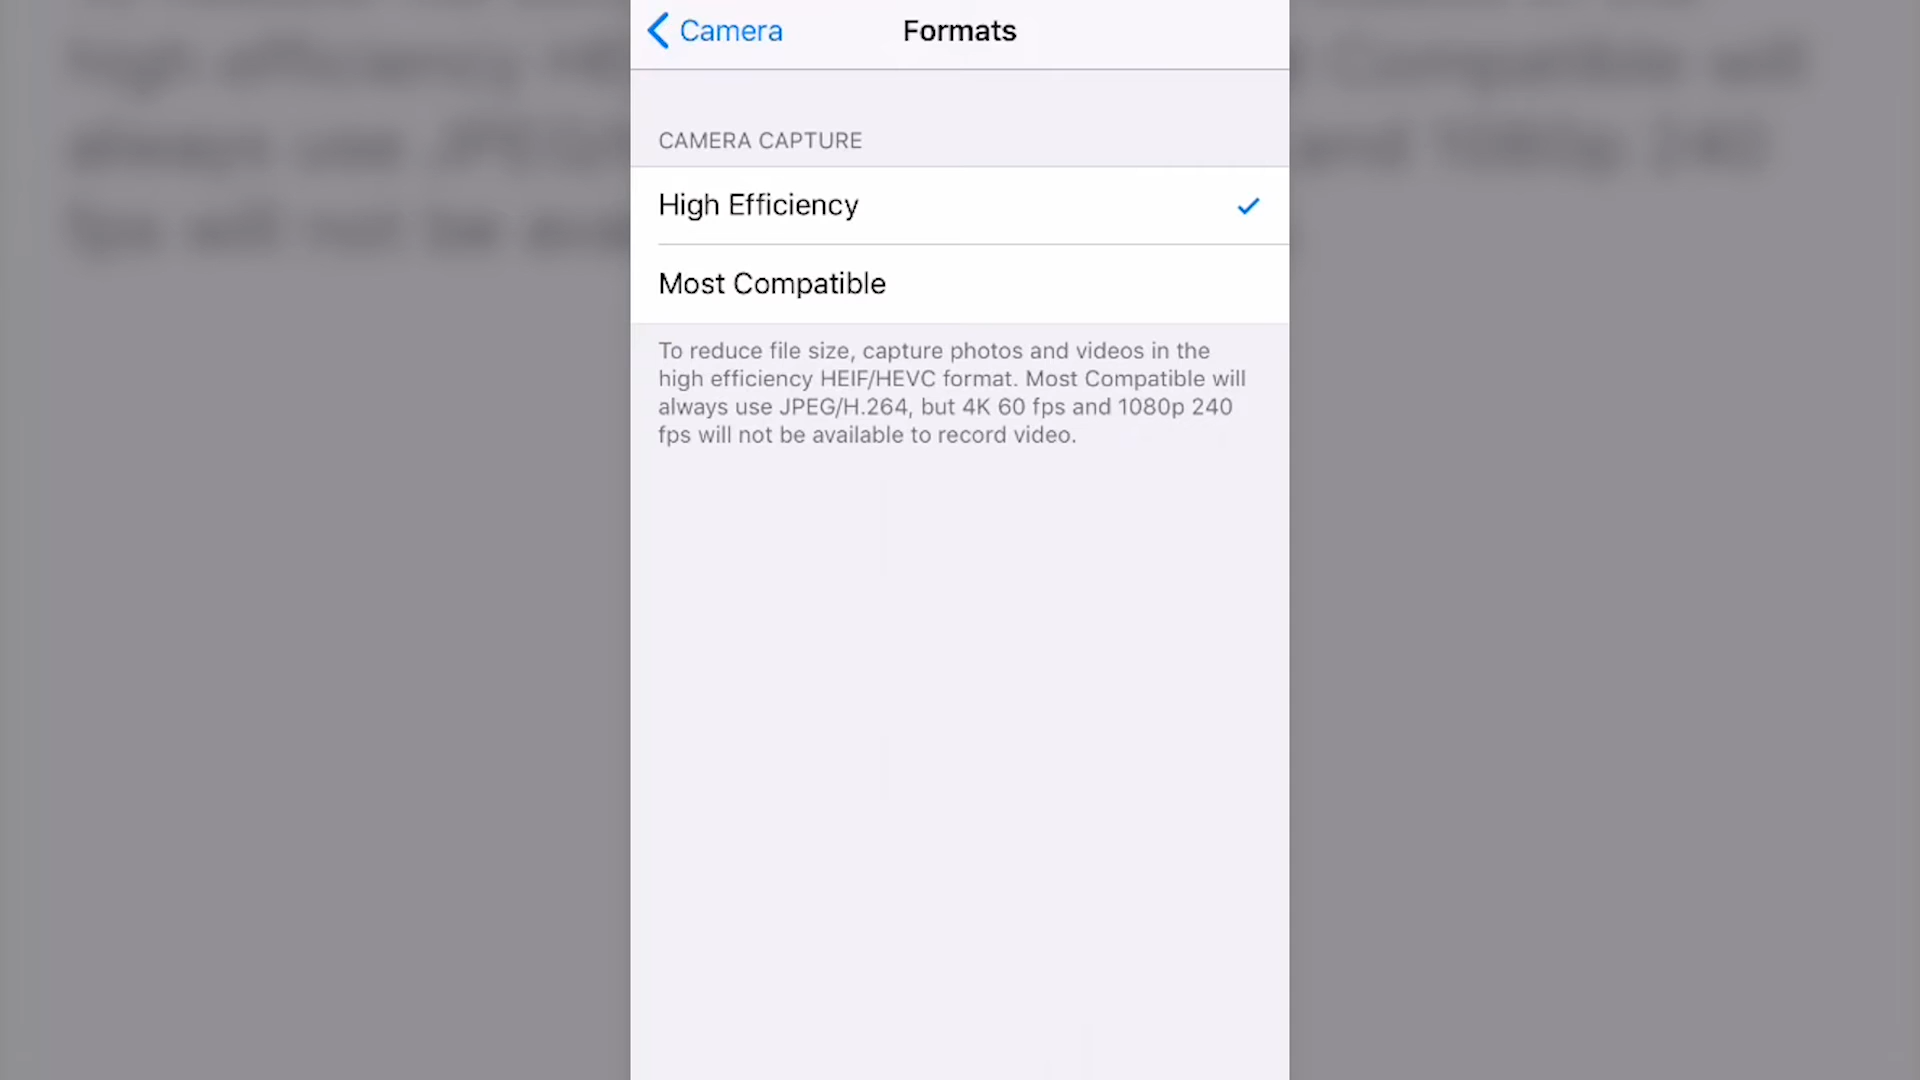 Camera
Formats
CAMERA CAPTURE
High Efficiency
Most Compatible
To reduce file size, capture photos and videos in the
high efficiency HEIF/HEVC format. Most Compatible will
always use JPEG/H.264, but 4K 60 fps and 1080p 240
fps will not be available to record video.